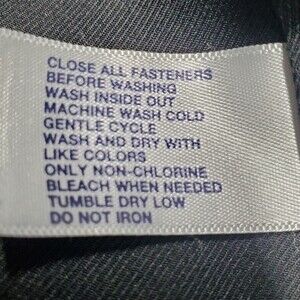 CLOSE ALL FASTENERS
BEFORE WASHING
WASH INSIDE OUT
MACHINE WASH COLD
GENTLE CYCLE
WASH AND DRY WITH
LIKE COLORS
ONLY NON-CHLORINE
BLEACH WHEN NEEDED
TUMBLE DRY LOW
DO NOT IRON